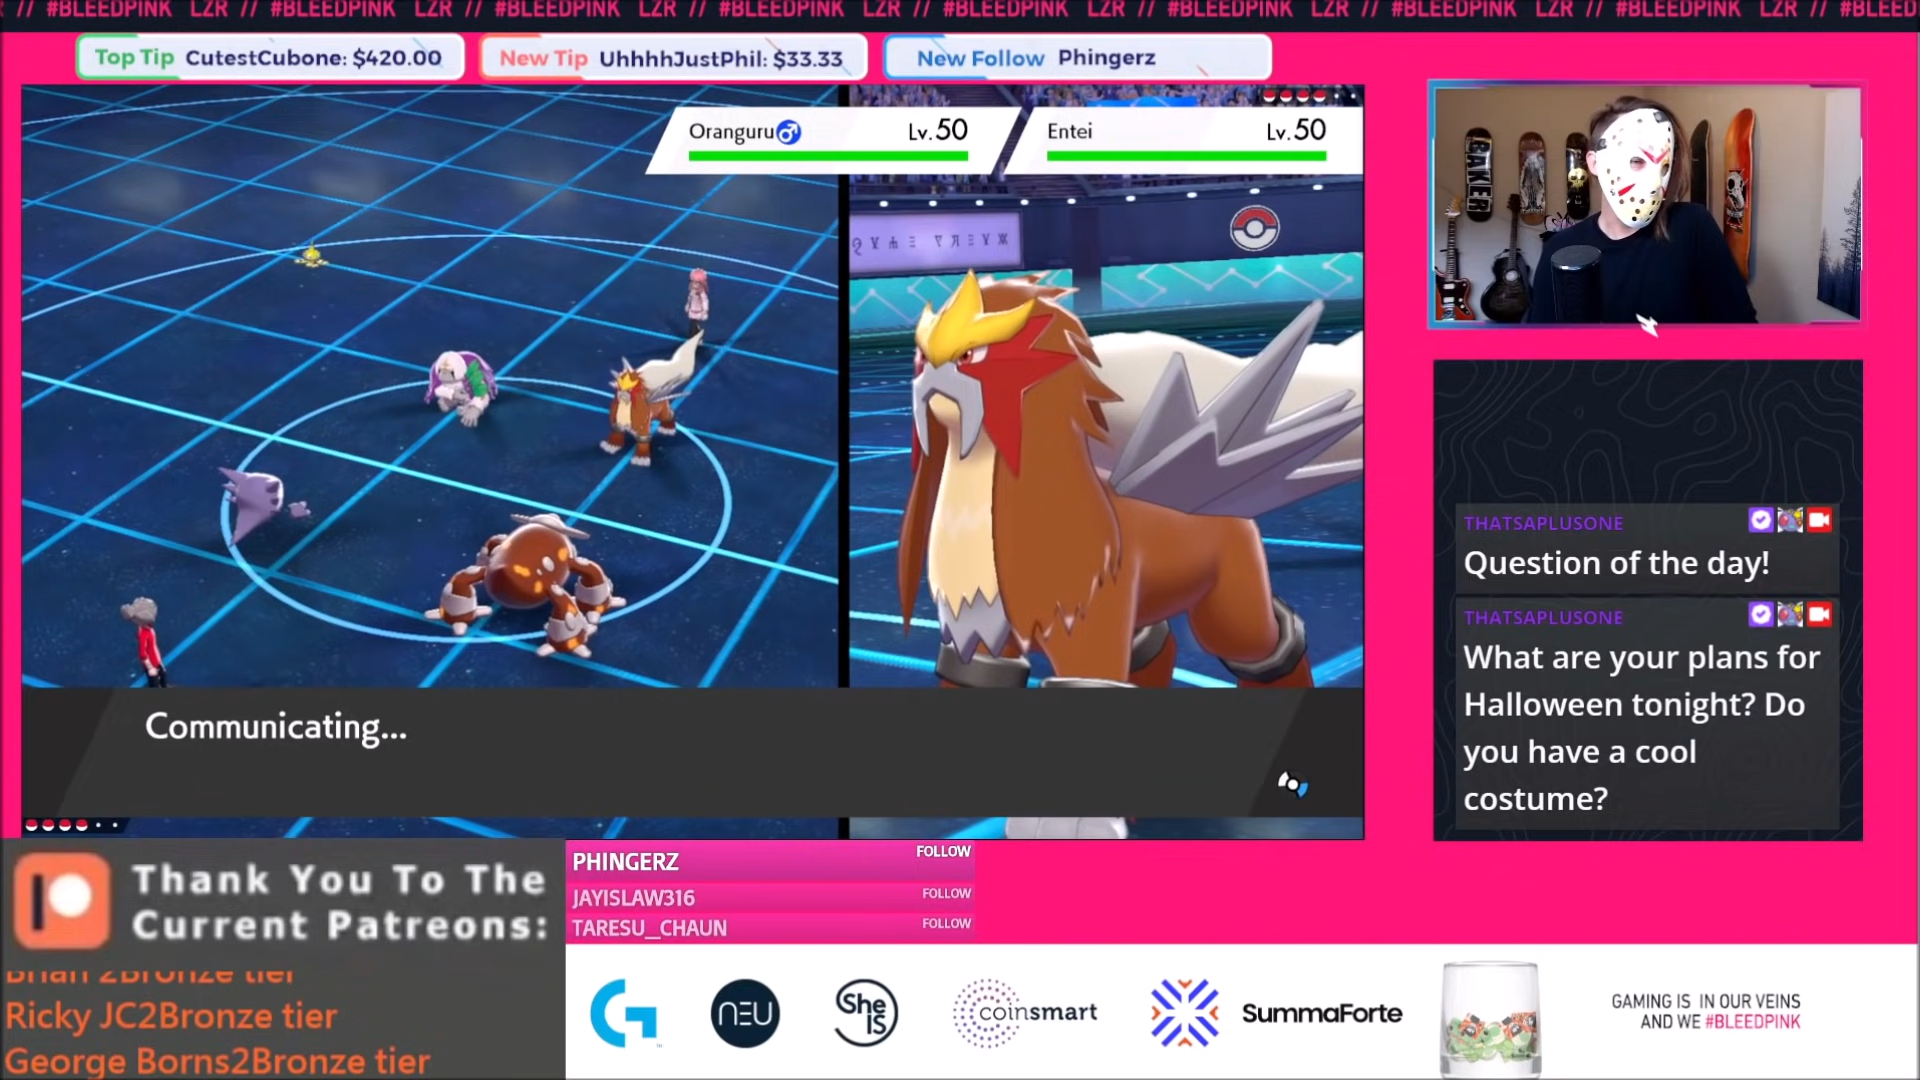 // #BLEEDPINK LZR // #BLEEDPINK LZR // #BLEEDPINK LZR // #BLEEDPINK LZR // #BLEEDPINK LZR // #BLEEDPINK LZR // #BLEEDPINK LZR // #BLEEDPINK LZR // #BLEED
Top Tip CutestCubone: $420.00
New Tip UhhhhJustPhil: $33.33
New Follow Phingerz
Oranguru♂ Lv.50
Entei Lv.50
BAKER
THATSAPLUSONE
Question of the day!
THATSAPLUSONE
What are your plans for
Halloween tonight? Do
you have a cool
costume?
Communicating...
Thank You To The
Current Patreons:
Brian 2Bronze tier
Ricky JC2Bronze tier
George Borns2Bronze tier
PHINGERZ FOLLOW
JAYISLAW316 FOLLOW
TARESU_CHAUN FOLLOW
G
NEU
She
IS
coinsmart
SummaForte
GAMING IS IN OUR VEINS
AND WE #BLEEDPINK